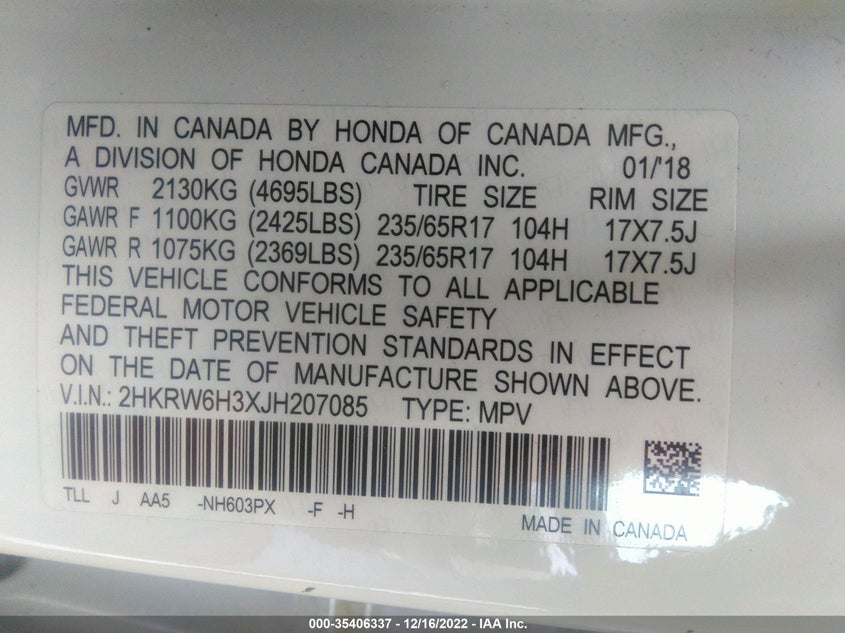 MFD. IN CANADA BY HONDA OF CANADA MFG.,
A DIVISION OF HONDA CANADA INC. 01/'18
GVWR 2130KG (4695LBS) TIRE SIZE RIM SIZE
GAWR F 1100KG (2425LBS) 235/65R17 104H 17X7.5J
GAWR R 1075KG (2369LBS) 235/65R17 104H 17X7.5J
THIS VEHICLE CONFORMS TO ALL APPLICABLE
FEDERAL MOTOR VEHICLE SAFETY
AND THEFT PREVENTION STANDARDS IN EFFECT
ON THE DATE OF MANUFACTURE SHOWN ABOVE.
V.I.N.: 2HKRW6H3XJH207085 TYPE: MPV
TLL J AA5 -NH603PX -F -H
MADE IN CANADA
000-35406337 - 12/16/2022 - IAA Inc.